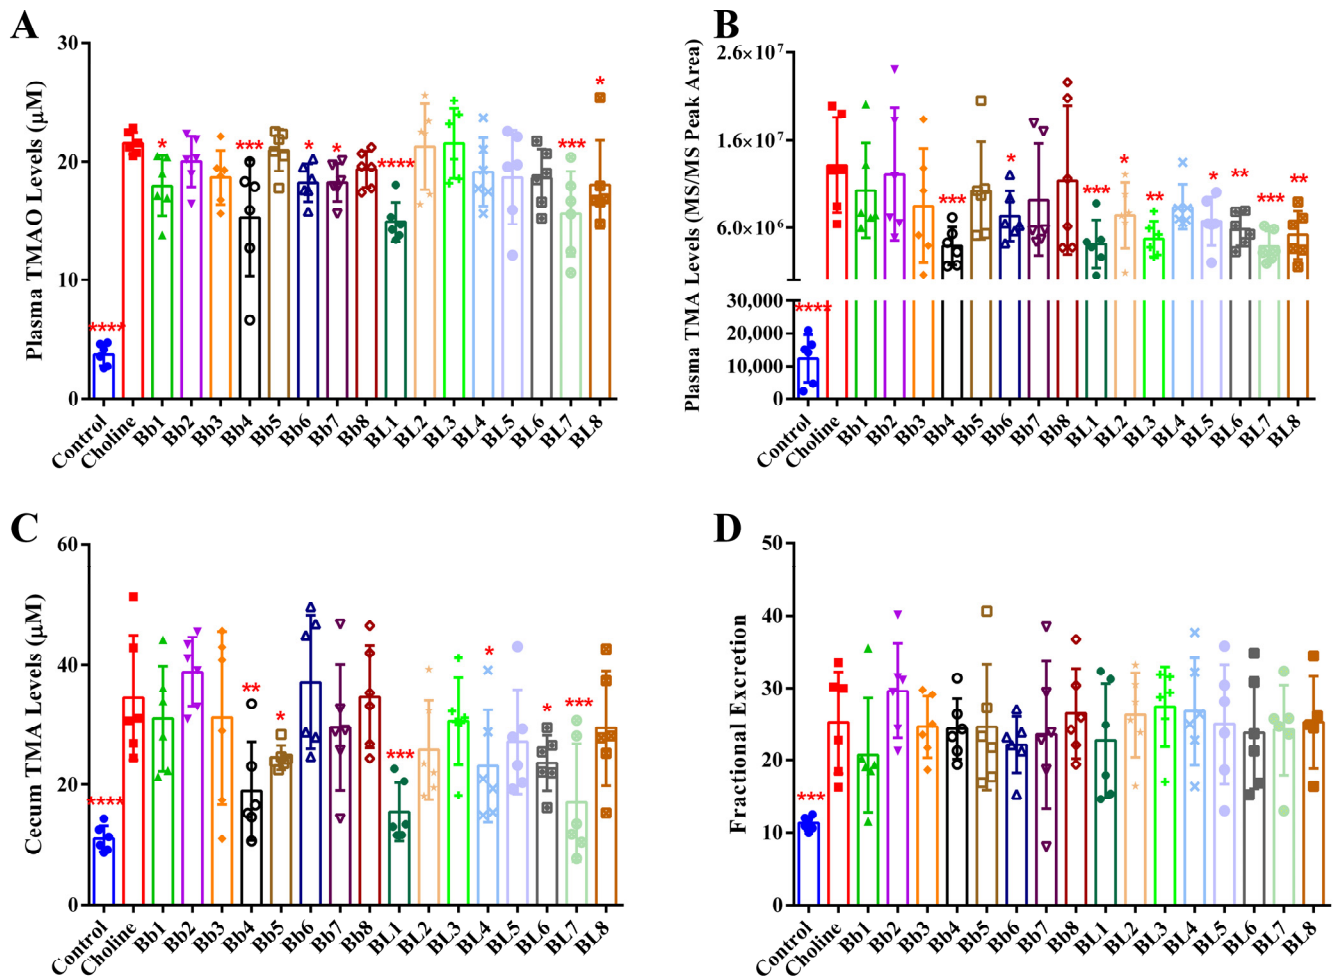 A
Plasma TMAO Levels (μM)
30
20
10
0
**** * *** * * **** *** *
Control Choline Bb1 Bb2 Bb3 Bb4 Bb5 Bb6 Bb7 Bb8 BL1 BL2 BL3 BL4 BL5 BL6 BL7 BL8
B
Plasma TMA Levels (MS/MS Peak Area)
2.6×10⁷
1.6×10⁷
6.0×10⁶
30,000
20,000
10,000
0
**** *** * *** * ** * ** *** **
Control Choline Bb1 Bb2 Bb3 Bb4 Bb5 Bb6 Bb7 Bb8 BL1 BL2 BL3 BL4 BL5 BL6 BL7 BL8
C
Cecum TMA Levels (μM)
60
40
20
0
**** ** * *** * * ***
Control Choline Bb1 Bb2 Bb3 Bb4 Bb5 Bb6 Bb7 Bb8 BL1 BL2 BL3 BL4 BL5 BL6 BL7 BL8
D
Fractional Excretion
50
40
30
20
10
0
***
Control Choline Bb1 Bb2 Bb3 Bb4 Bb5 Bb6 Bb7 Bb8 BL1 BL2 BL3 BL4 BL5 BL6 BL7 BL8